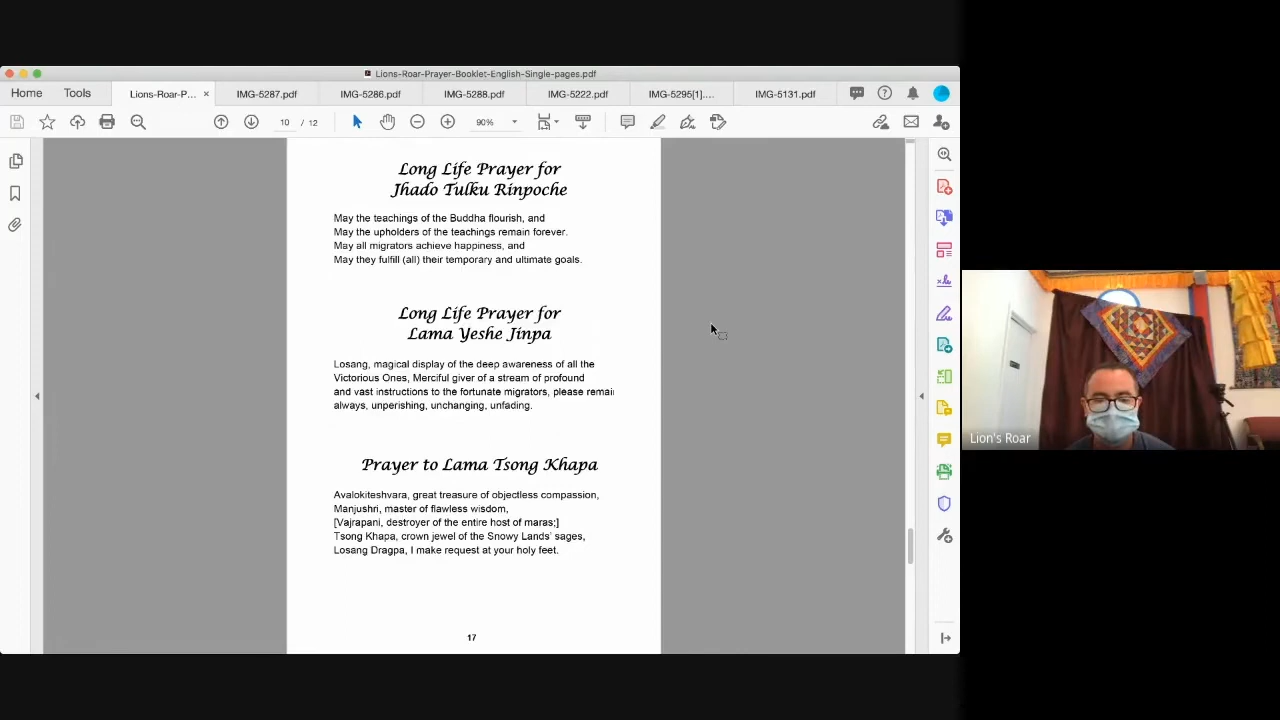 Lions-Roar-Prayer-Booklet-English-Single-pages.pdf
Home
Tools
Lions-Roar-P... ×
IMG-5287.pdf
IMG-5286.pdf
IMG-5288.pdf
IMG-5222.pdf
IMG-5295[1]....
IMG-5131.pdf
10 / 12
90%
Long Life Prayer for
Jhado Tulku Rinpoche
May the teachings of the Buddha flourish, and
May the upholders of the teachings remain forever.
May all migrators achieve happiness, and
May they fulfill (all) their temporary and ultimate goals.
Long Life Prayer for
Lama Yeshe Jinpa
Losang, magical display of the deep awareness of all the
Victorious Ones, Merciful giver of a stream of profound
and vast instructions to the fortunate migrators, please remai
always, unperishing, unchanging, unfading.
Prayer to Lama Tsong Khapa
Avalokiteshvara, great treasure of objectless compassion,
Manjushri, master of flawless wisdom,
[Vajrapani, destroyer of the entire host of maras;]
Tsong Khapa, crown jewel of the Snowy Lands' sages,
Losang Dragpa, I make request at your holy feet.
17
Lion's Roar